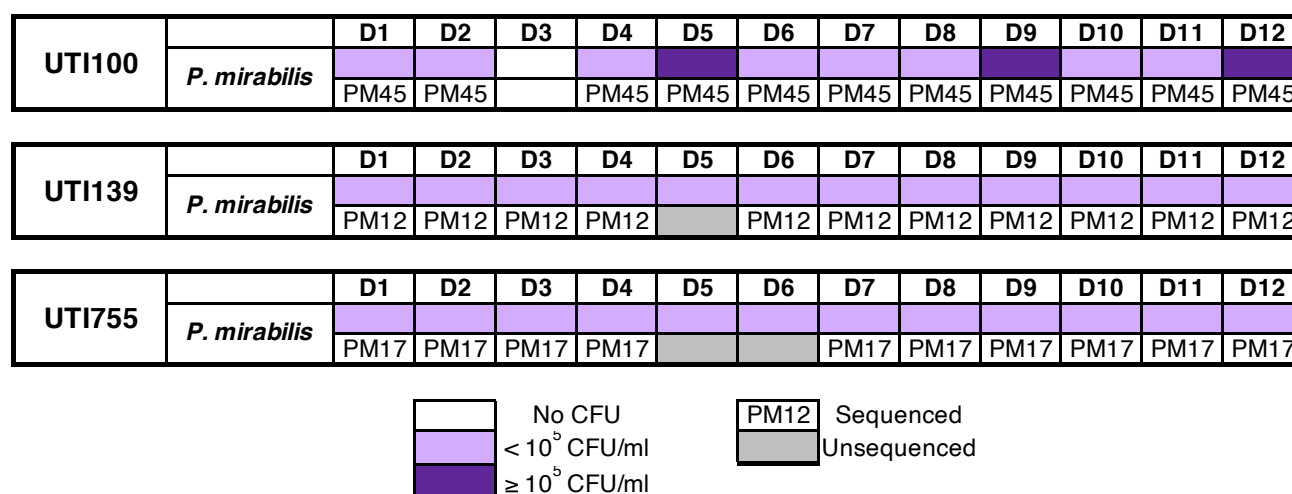 D1 D2 D3 D4 D5 D6 D7 D8 D9 D10 D11 D12
UTI100 P. mirabilis
PM45 PM45 PM45 PM45 PM45 PM45 PM45 PM45 PM45 PM45 PM45
D1 D2 D3 D4 D5 D6 D7 D8 D9 D10 D11 D12
UTI139 P. mirabilis
PM12 PM12 PM12 PM12 PM12 PM12 PM12 PM12 PM12 PM12 PM12
D1 D2 D3 D4 D5 D6 D7 D8 D9 D10 D11 D12
UTI755 P. mirabilis
PM17 PM17 PM17 PM17 PM17 PM17 PM17 PM17 PM17 PM17
No CFU PM12 Sequenced
< 10⁵ CFU/ml Unsequenced
≥ 10⁵ CFU/ml